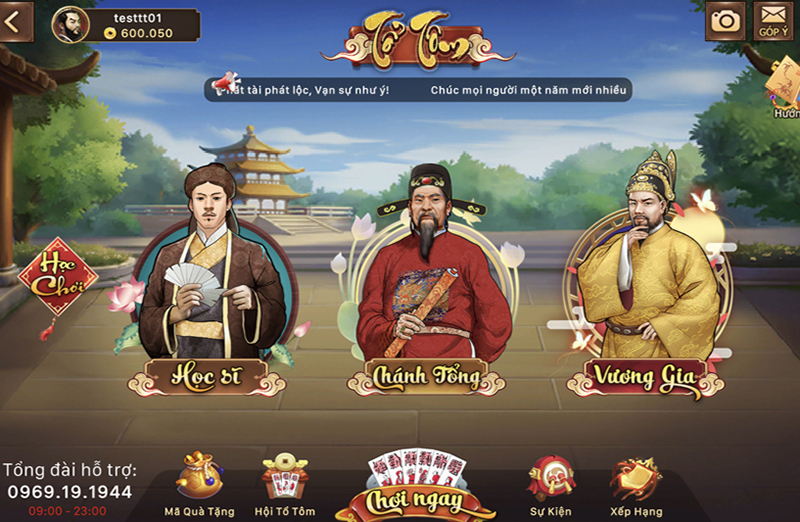 testtt01
600.050
Tổ Tôm
GÓP Ý
tài phát lộc, Vạn sự như ý! Chúc mọi người một năm mới nhiều
Học Chơi
Học sĩ
Chánh Tổng
Vương Gia
Tổng đài hỗ trợ:
0969.19.1944
09:00 - 23:00
Mã Quà Tặng
Hội Tổ Tôm
Chơi ngay
Sự Kiện
Xếp Hạng